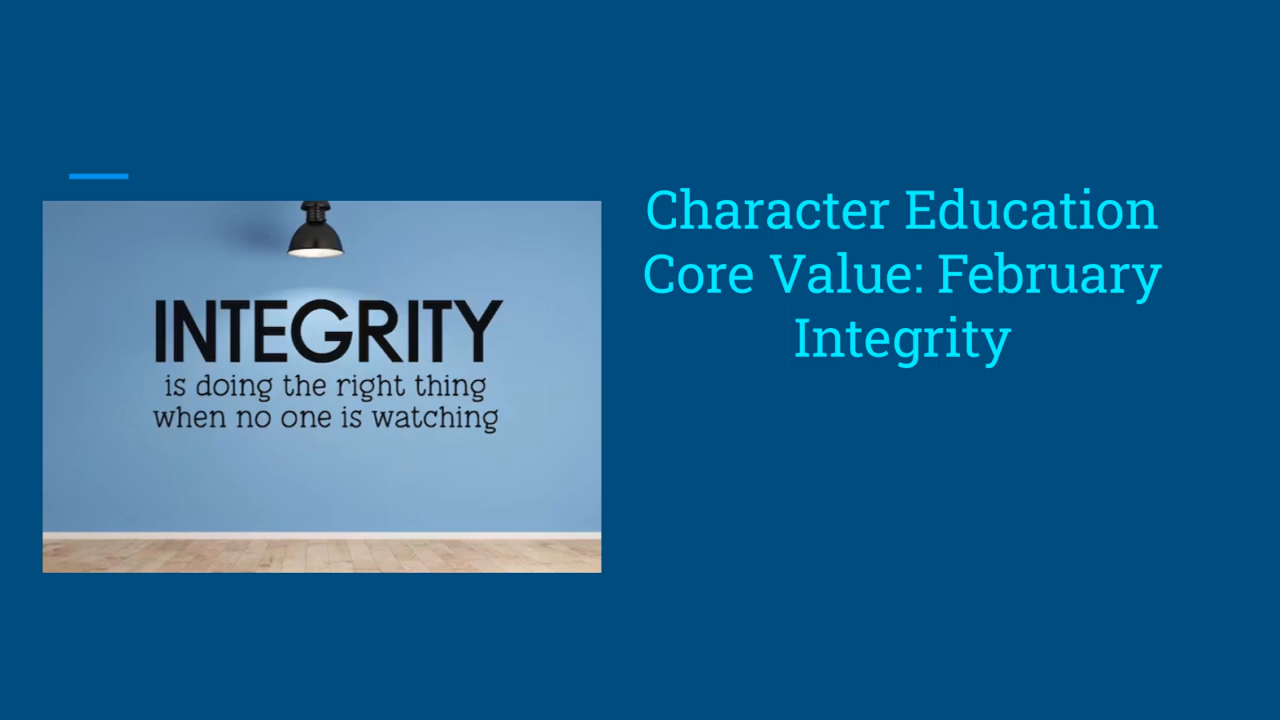 INTEGRITY
is doing the right thing
when no one is watching
Character Education
Core Value: February
Integrity